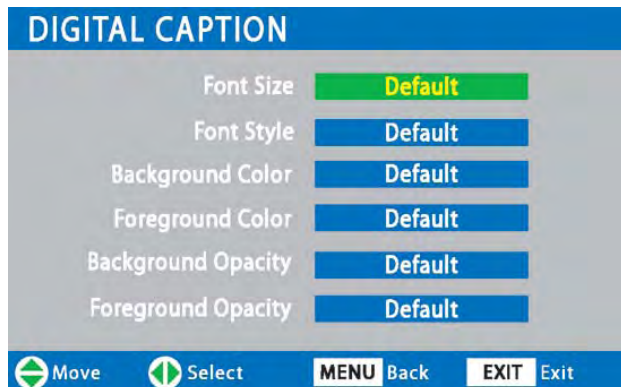 DIGITAL CAPTION
Font Size Default
Font Style Default
Background Color Default
Foreground Color Default
Background Opacity Default
Foreground Opacity Default
Move Select MENU Back EXIT Exit